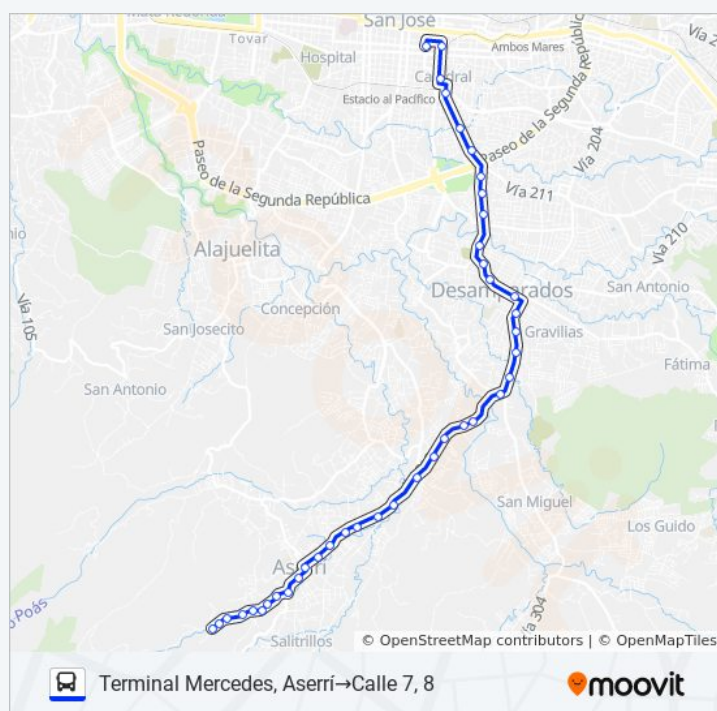 San José
Mata Redonda
Tovar
Hospital
Ambos Mares
Catedral
Estacio al Pacífico
Paseo de la Segunda República
Paseo de la Segunda República
Vía 204
Vía 211
Alajuelita
Vía 210
Desamparados
San Antonio
Concepción
Vía 105
San Josecito
Gravilias
Fátima
San Antonio
San Miguel
Los Guido
Aserrí
Vía 304
Salitrillos
© OpenStreetMap contributors | © OpenMapTiles
Terminal Mercedes, Aserrí→Calle 7, 8
moovit